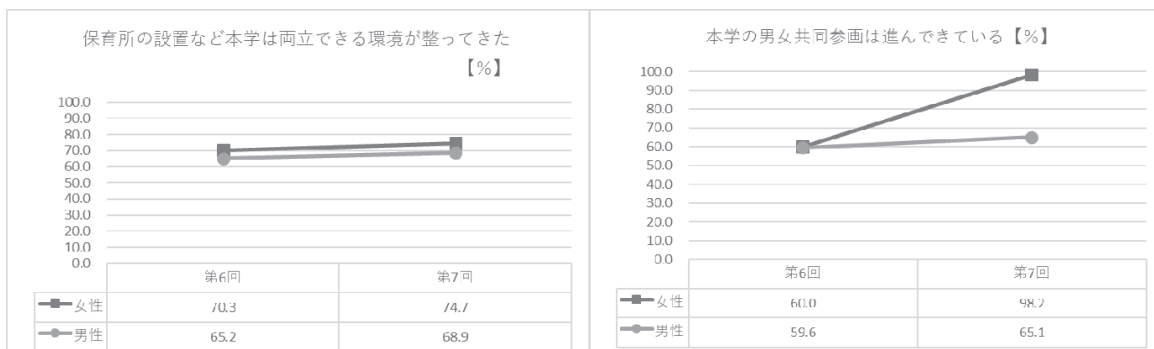 保育所の設置など本学は両立できる環境が整ってきた
【%】
100.0
90.0
80.0
70.0
60.0
50.0
40.0
30.0
20.0
10.0
0.0
第6回 第7回
女性 70.3 74.7
男性 65.2 68.9
本学の男女共同参画は進んできている【%】
100.0
90.0
80.0
70.0
60.0
50.0
40.0
30.0
20.0
10.0
0.0
第6回 第7回
女性 60.0 98.2
男性 59.6 65.1